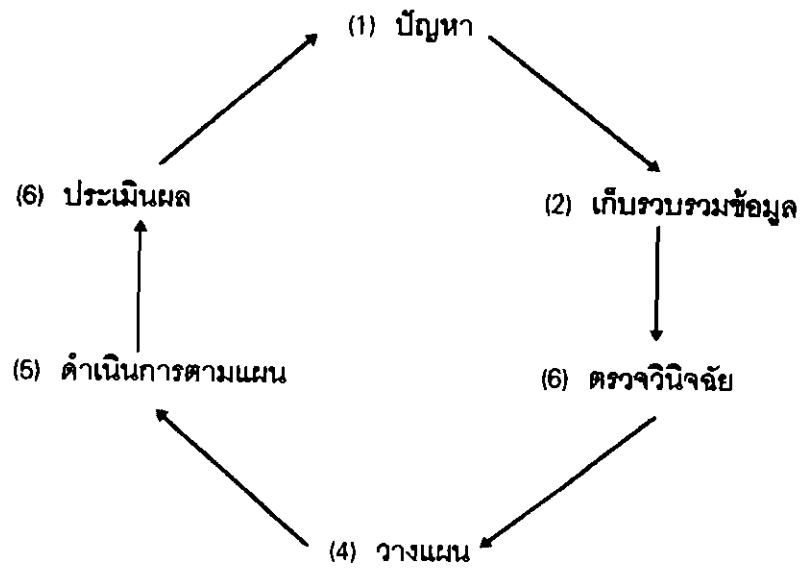 (1) ปัญหา
(6) ประเมินผล
(2) เก็บรวบรวมข้อมูล
(5) ดำเนินการตามแผน
(6) ตรวจวินิจฉัย
(4) วางแผน